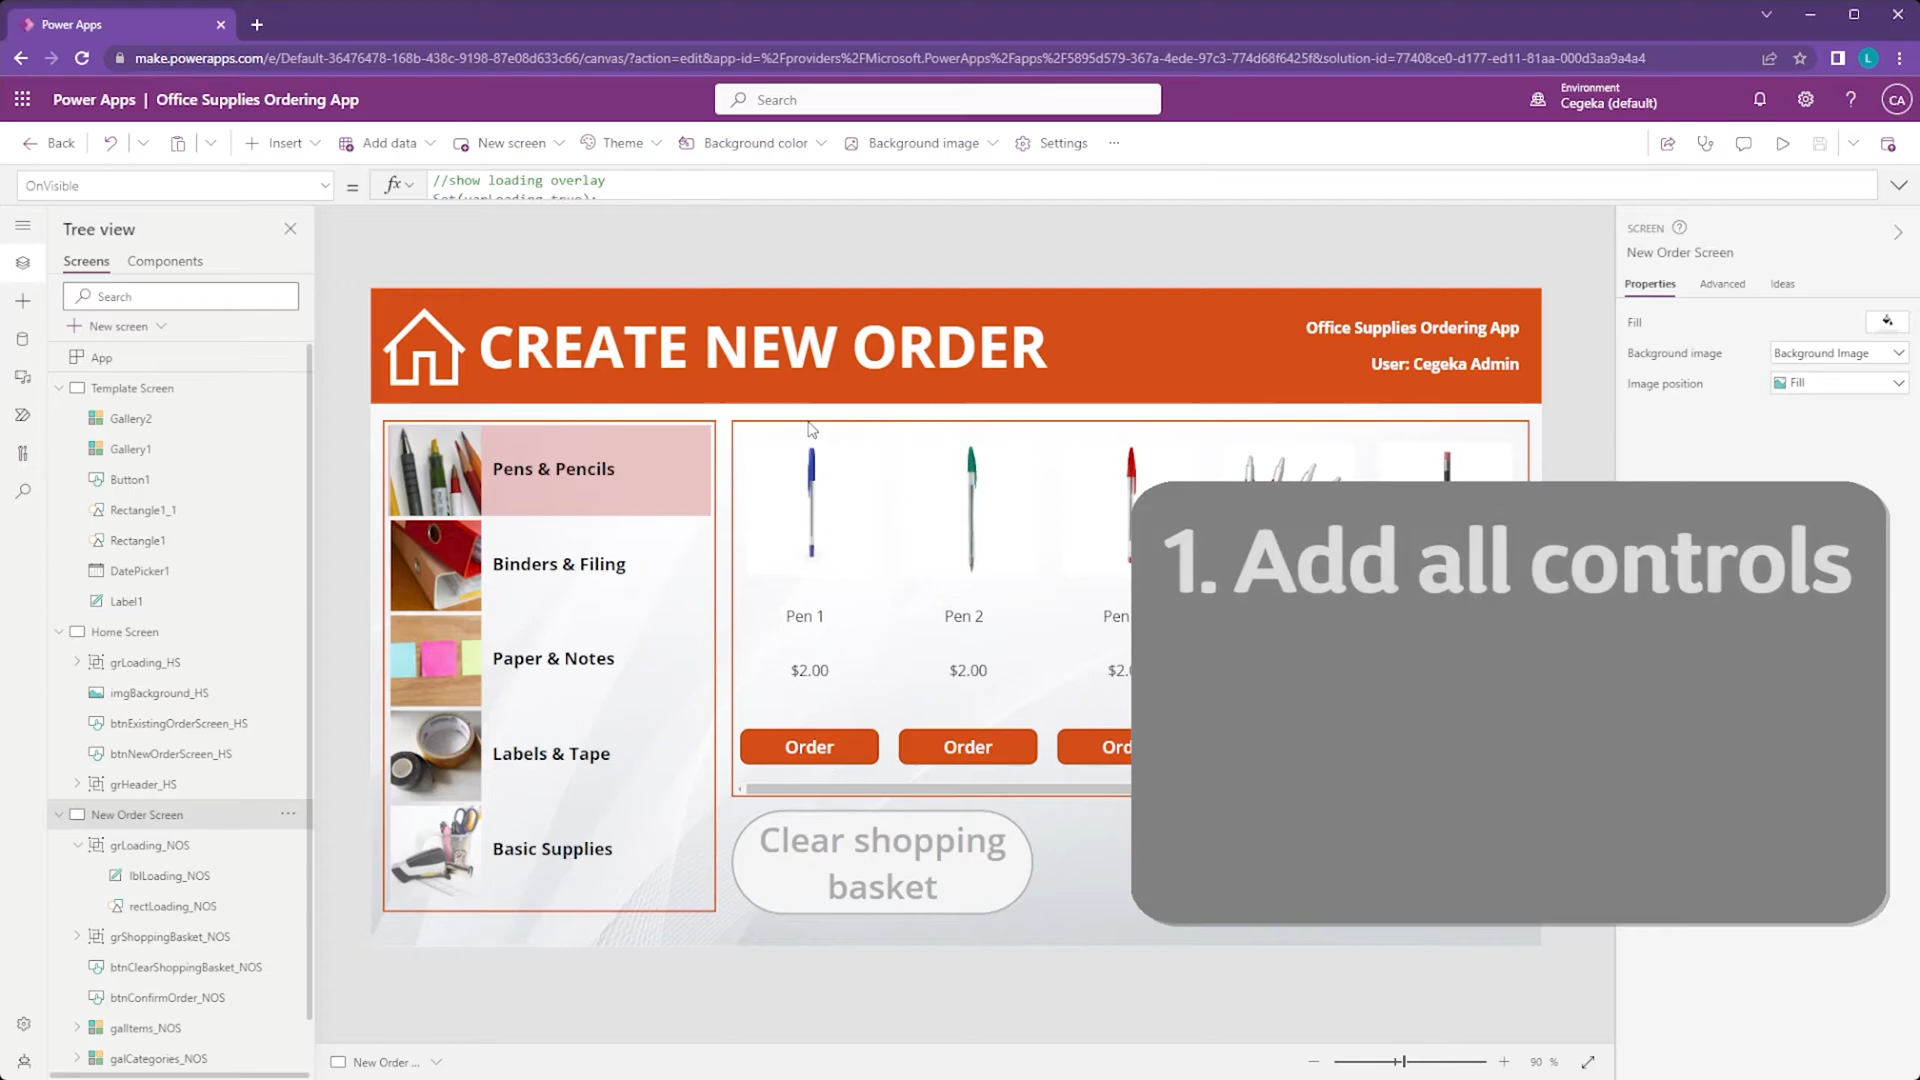 Power Apps
make.powerapps.com/e/Default-36476478-168b-438c-9198-87e08d633c66/canvas/?action=edit&app-id=%2Fproviders%2FMicrosoft.PowerApps%2Fapps%2F5895d579-367a-4ede-97c3-774d68f6425f&solution-id=77408ce0-d177-ed11-81aa-000d3aa9a4a4
L
Power Apps | Office Supplies Ordering App
Search
Environment
Cegeka (default)
CA
Back
Insert
Add data
New screen
Theme
Background color
Background image
Settings
OnVisible
=
fx
//show loading overlay
Set(varLoading,true);
Tree view
Screens
Components
Search
New screen
App
Template Screen
Gallery2
Gallery1
Button1
Rectangle1_1
Rectangle1
DatePicker1
Label1
Home Screen
grLoading_HS
imgBackground_HS
btnExistingOrderScreen_HS
btnNewOrderScreen_HS
grHeader_HS
New Order Screen
grLoading_NOS
lblLoading_NOS
rectLoading_NOS
grShoppingBasket_NOS
btnClearShoppingBasket_NOS
btnConfirmOrder_NOS
galItems_NOS
galCategories_NOS
CREATE NEW ORDER
Office Supplies Ordering App
User: Cegeka Admin
Pens & Pencils
Binders & Filing
Paper & Notes
Labels & Tape
Basic Supplies
Pen 1
Pen 2
Pen
$2.00
$2.00
$2.
Order
Order
Ord
Clear shopping
basket
1. Add all controls
SCREEN
New Order Screen
Properties
Advanced
Ideas
Fill
Background image
Background Image
Image position
Fill
New Order ...
90 %